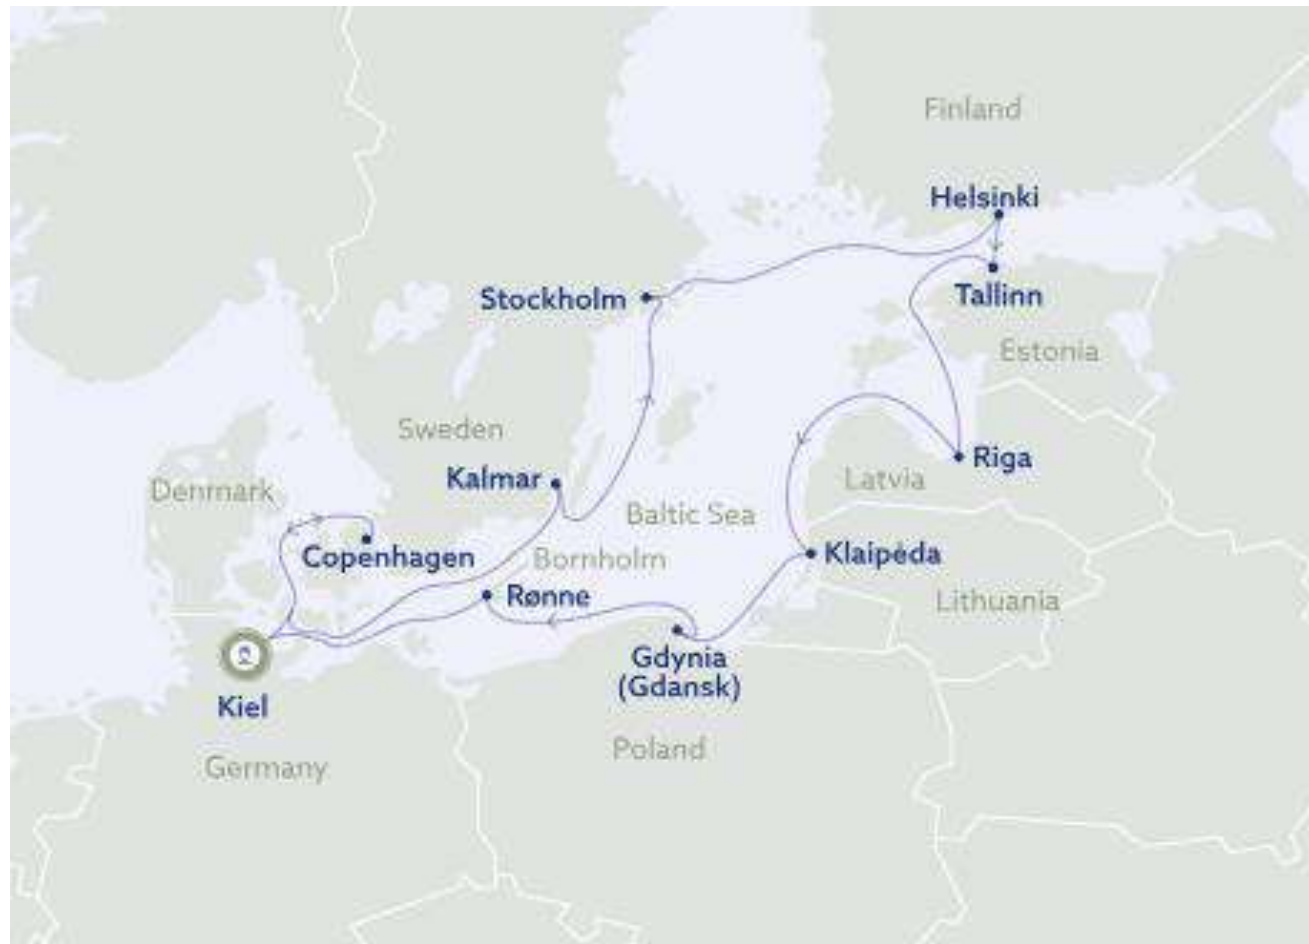 Finland
Helsinki
Stockholm
Tallinn
Estonia
Sweden
Riga
Kalmar
Latvia
Denmark
Baltic Sea
Copenhagen
Bornholm
Klaipėda
Rønne
Lithuania
Gdynia
(Gdansk)
Kiel
Poland
Germany